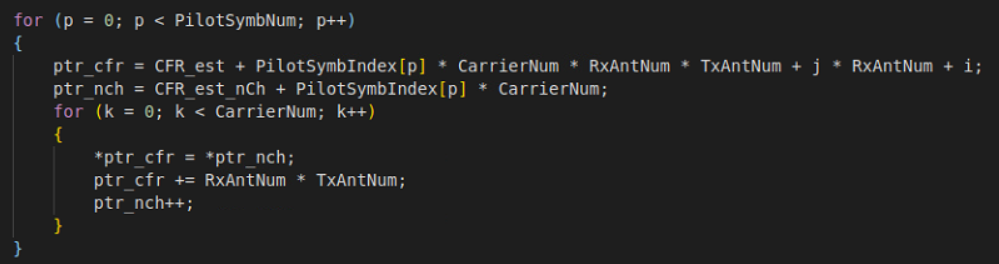 for (p = 0; p < PilotSymbNum; p++)
{
    ptr_cfr = CFR_est + PilotSymbIndex[p] * CarrierNum * RxAntNum * TxAntNum + j * RxAntNum + i;
    ptr_nch = CFR_est_nCh + PilotSymbIndex[p] * CarrierNum;
    for (k = 0; k < CarrierNum; k++)
    {
        *ptr_cfr = *ptr_nch;
        ptr_cfr += RxAntNum * TxAntNum;
        ptr_nch++;
    }
}